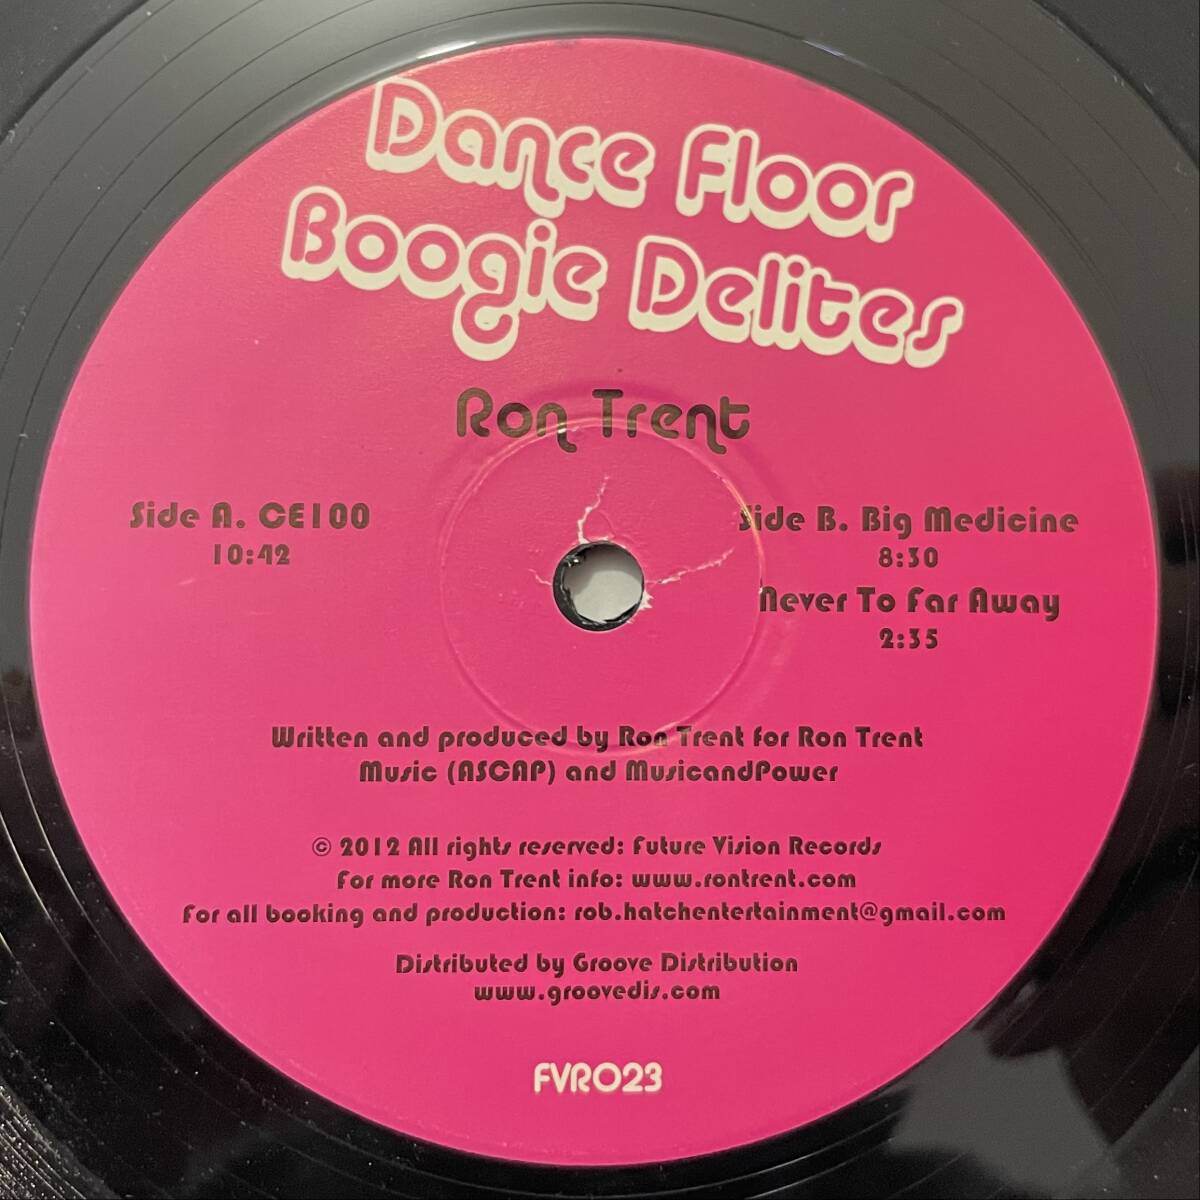 Dance Floor
Boogie Delites
Ron Trent
Side A. CE100
10:42
Side B. Big Medicine
8:30
Never To Far Away
2:35
Written and produced by Ron Trent for Ron Trent
Music (ASCAP) and MusicandPower
© 2012 All rights reserved: Future Vision Records
For more Ron Trent info: www.rontrent.com
For all booking and production: rob.hatchentertainment@gmail.com
Distributed by Groove Distribution
www.groovedis.com
FVR023